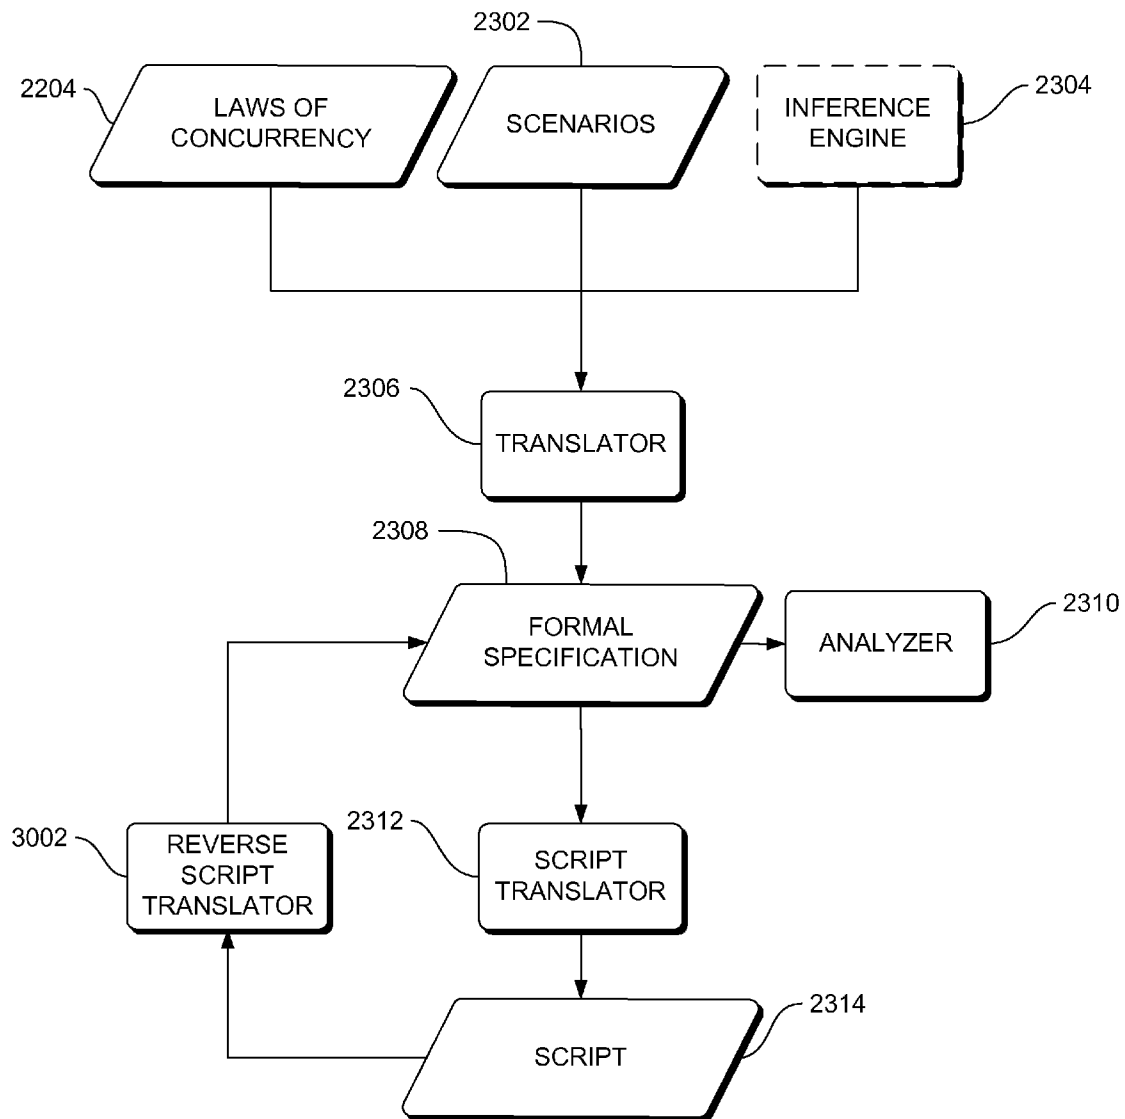 2302
2204
LAWS OF
CONCURRENCY
SCENARIOS
INFERENCE
ENGINE
2304
2306
TRANSLATOR
2308
FORMAL
SPECIFICATION
ANALYZER
2310
3002
REVERSE
SCRIPT
TRANSLATOR
2312
SCRIPT
TRANSLATOR
SCRIPT
2314